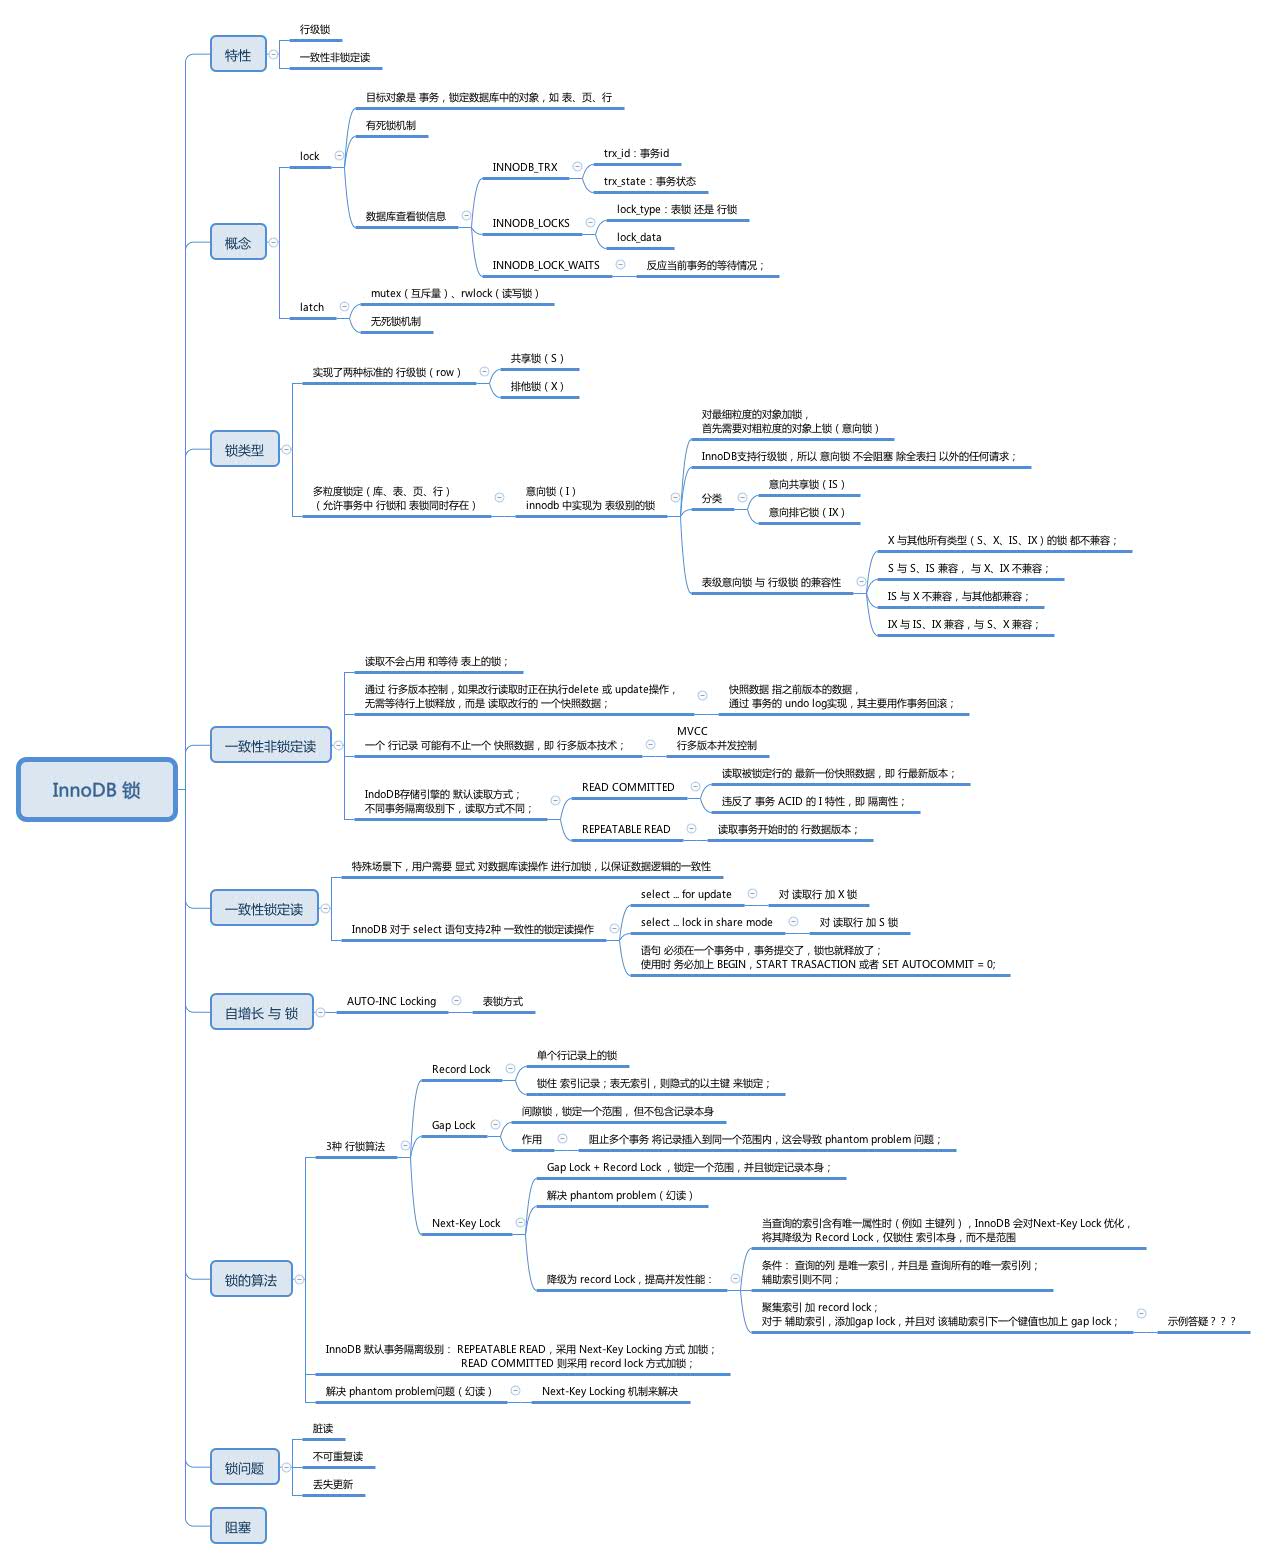 InnoDB 锁
特性
行级锁
一致性非锁定读
概念
lock
目标对象是 事务，锁定数据库中的对象，如 表、页、行
有死锁机制
数据库查看锁信息
INNODB_TRX
trx_id：事务id
trx_state：事务状态
INNODB_LOCKS
lock_type：表锁 还是 行锁
lock_data
INNODB_LOCK_WAITS
反应当前事务的等待情况；
latch
mutex（互斥量）、rwlock（读写锁）
无死锁机制
锁类型
实现了两种标准的 行级锁（row）
共享锁（S）
排他锁（X）
多粒度锁定（库、表、页、行）
（允许事务中 行锁和 表锁同时存在）
意向锁（I）
innodb 中实现为 表级别的锁
对最细粒度的对象加锁，
首先需要对粗粒度的对象上锁（意向锁）
InnoDB支持行级锁，所以 意向锁 不会阻塞 除全表扫 以外的任何请求；
分类
意向共享锁（IS）
意向排它锁（IX）
表级意向锁 与 行级锁 的兼容性
X 与其他所有类型（S、X、IS、IX）的锁 都不兼容；
S 与 S、IS 兼容， 与 X、IX 不兼容；
IS 与 X 不兼容，与其他都兼容；
IX 与 IS、IX 兼容，与 S、X 兼容；
一致性非锁定读
读取不会占用 和等待 表上的锁；
通过 行多版本控制，如果改行读取时正在执行delete 或 update操作，
无需等待行上锁释放，而是 读取改行的 一个快照数据；
快照数据 指之前版本的数据，
通过 事务的 undo log实现，其主要用作事务回滚；
一个 行记录 可能有不止一个 快照数据，即 行多版本技术；
MVCC
行多版本并发控制
IndoDB存储引擎的 默认读取方式；
不同事务隔离级别下，读取方式不同；
READ COMMITTED
读取被锁定行的 最新一份快照数据，即 行最新版本；
违反了 事务 ACID 的 I 特性，即 隔离性；
REPEATABLE READ
读取事务开始时的 行数据版本；
一致性锁定读
特殊场景下，用户需要 显式 对数据库读操作 进行加锁，以保证数据逻辑的一致性
InnoDB 对于 select 语句支持2种 一致性的锁定读操作
select ... for update
对 读取行 加 X 锁
select ... lock in share mode
对 读取行 加 S 锁
语句 必须在一个事务中，事务提交了，锁也就释放了；
使用时 务必加上 BEGIN，START TRASACTION 或者 SET AUTOCOMMIT = 0;
自增长 与 锁
AUTO-INC Locking
表锁方式
锁的算法
3种 行锁算法
Record Lock
单个行记录上的锁
锁住 索引记录；表无索引，则隐式的以主键 来锁定；
Gap Lock
间隙锁，锁定一个范围， 但不包含记录本身
作用
阻止多个事务 将记录插入到同一个范围内，这会导致 phantom problem 问题；
Next-Key Lock
Gap Lock + Record Lock ，锁定一个范围，并且锁定记录本身；
解决 phantom problem（幻读）
降级为 record Lock，提高并发性能：
当查询的索引含有唯一属性时（例如 主键列），InnoDB 会对Next-Key Lock 优化，
将其降级为 Record Lock，仅锁住 索引本身，而不是范围
条件： 查询的列 是唯一索引，并且是 查询所有的唯一索引列；
辅助索引则不同；
聚集索引 加 record lock；
对于 辅助索引，添加gap lock，并且对 该辅助索引下一个键值也加上 gap lock；
示例答疑？？？
InnoDB 默认事务隔离级别： REPEATABLE READ，采用 Next-Key Locking 方式 加锁；
READ COMMITTED 则采用 record lock 方式加锁；
解决 phantom problem问题（幻读）
Next-Key Locking 机制来解决
锁问题
脏读
不可重复读
丢失更新
阻塞